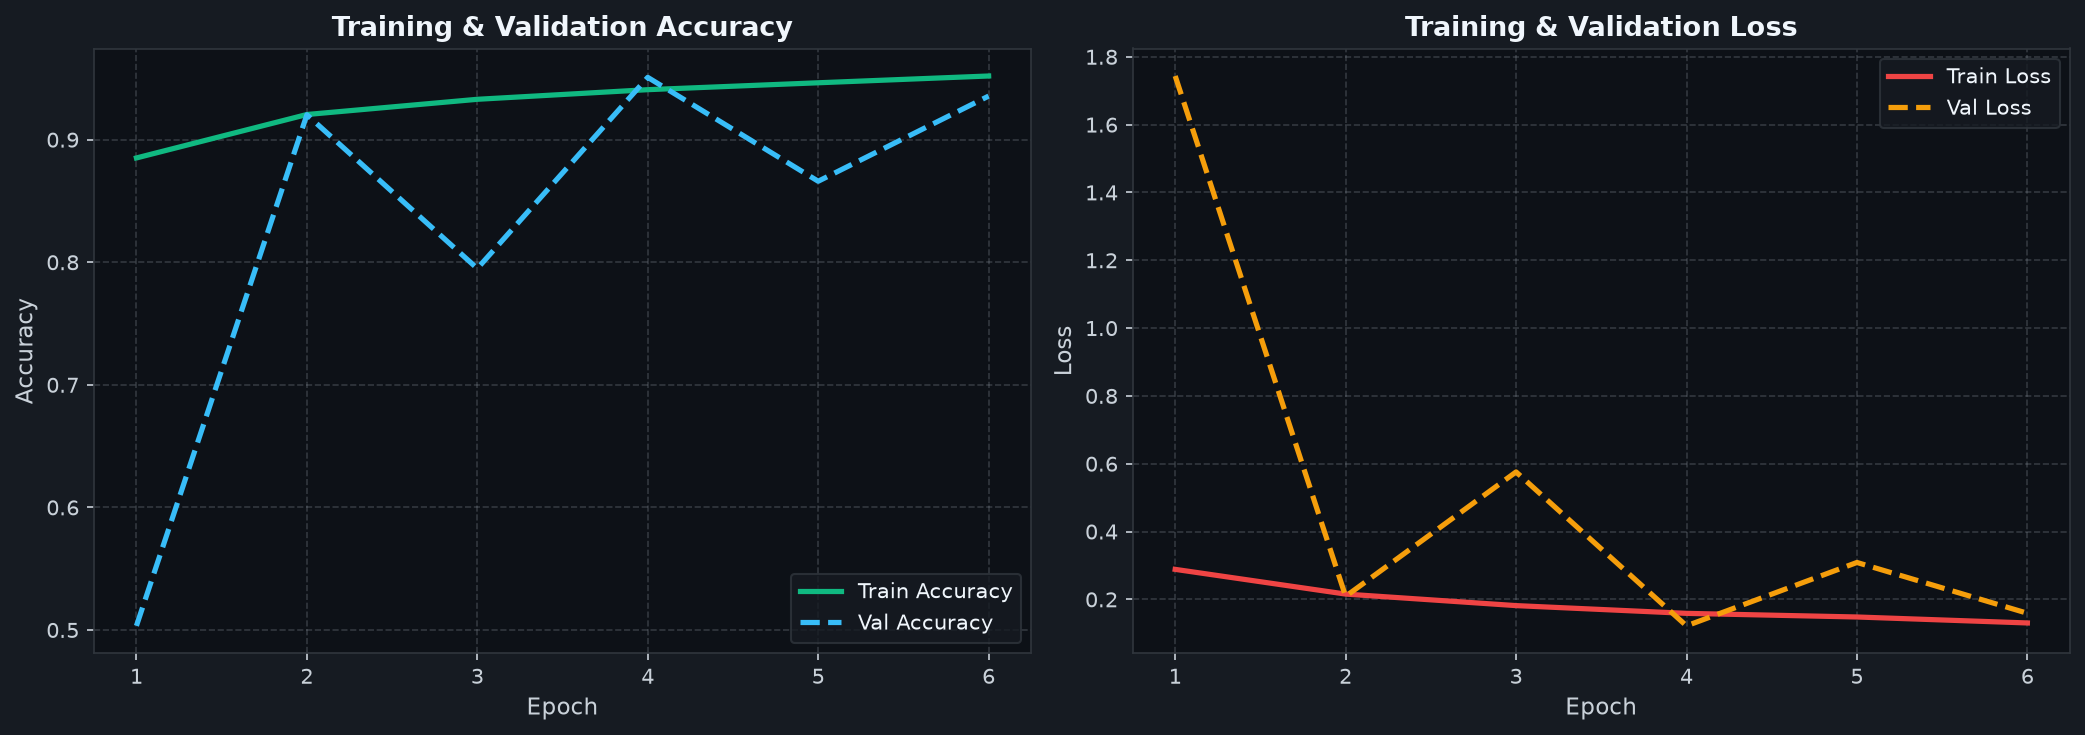 Training & Validation Accuracy
Accuracy
0.9
0.8
0.7
0.6
0.5
1 2 3 4 5 6
Epoch
Train Accuracy
Val Accuracy
Training & Validation Loss
Loss
1.8
1.6
1.4
1.2
1.0
0.8
0.6
0.4
0.2
1 2 3 4 5 6
Epoch
Train Loss
Val Loss